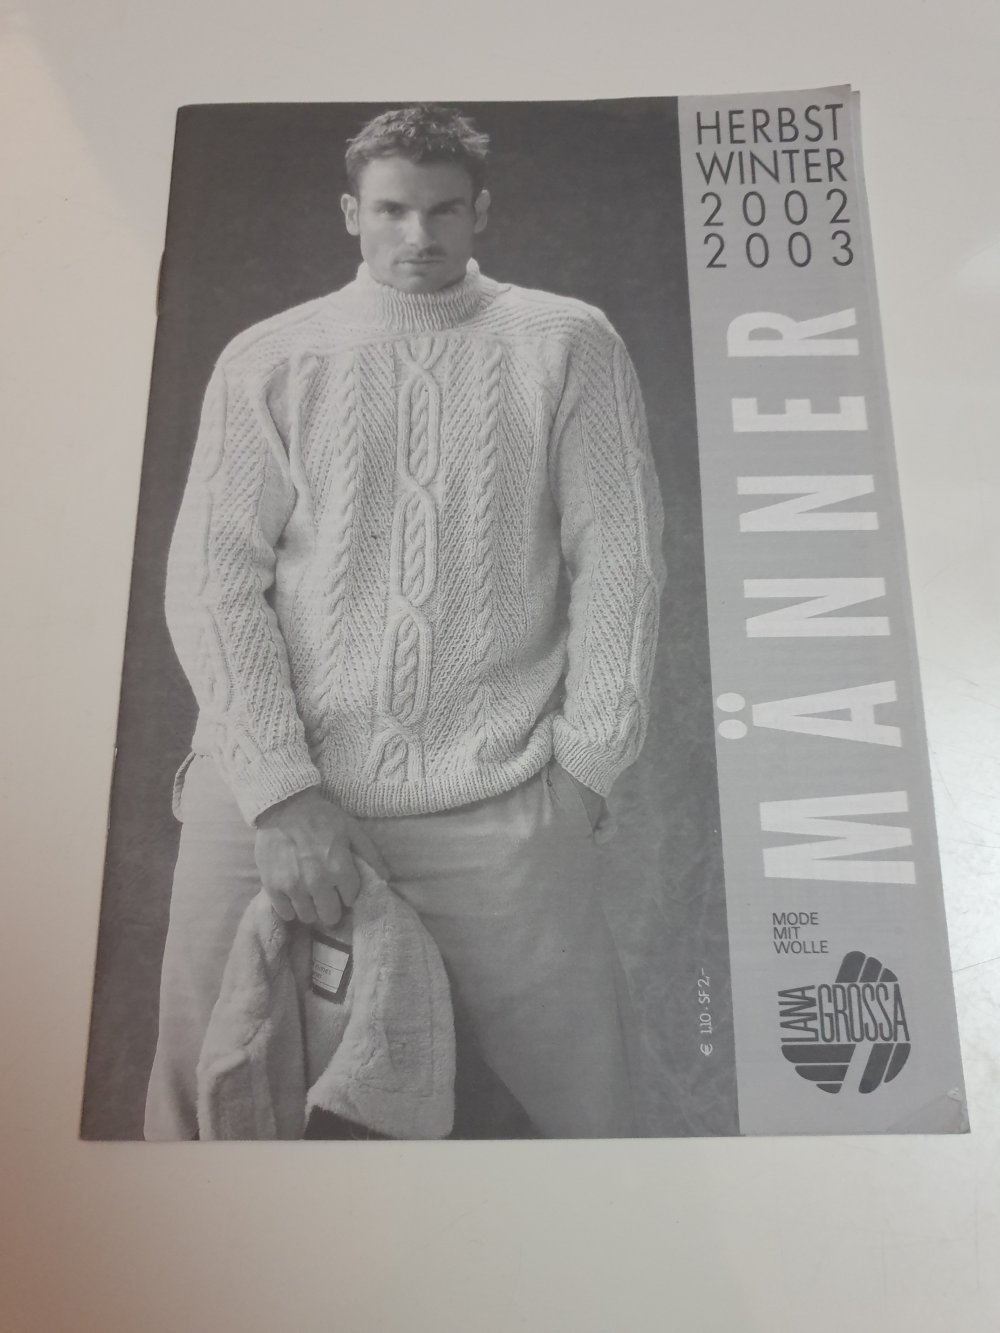 HERBST
WINTER
2002
2003
MÄNNER
MODE
MIT
WOLLE
LANA
GROSSA
€ 1,10 · SF 2,–